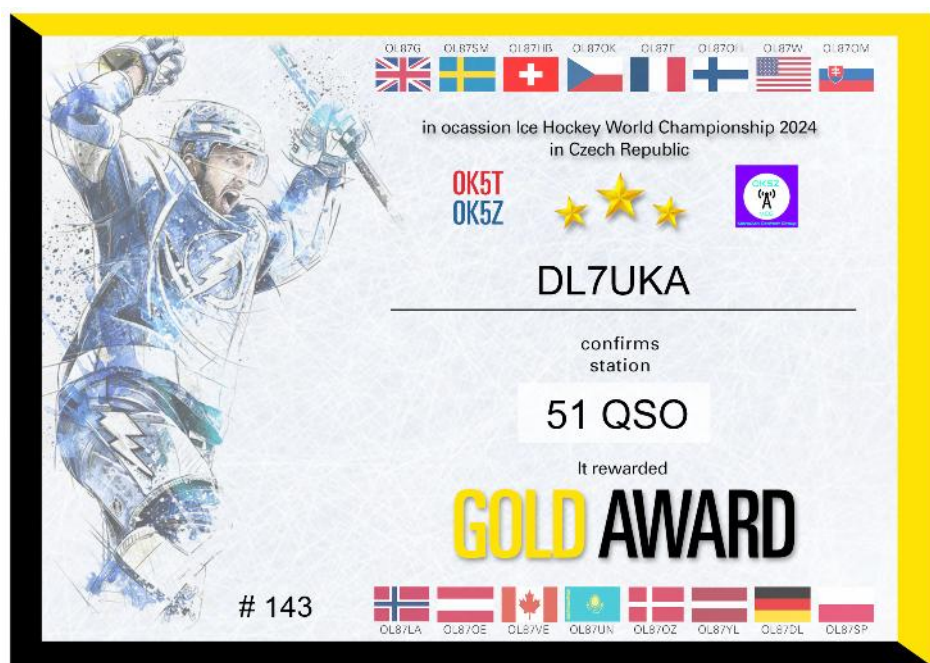 OL87G OL87SM OL87HB OL87OK OL87F OL87OH OL87W OL87OM
in ocassion Ice Hockey World Championship 2024
in Czech Republic
OK5T
OK5Z
OK5Z
DL7UKA
confirms
station
51 QSO
It rewarded
GOLD AWARD
# 143
OL87LA OL87OE OL87VE OL87UN OL87OZ OL87YL OL87DL OL87SP